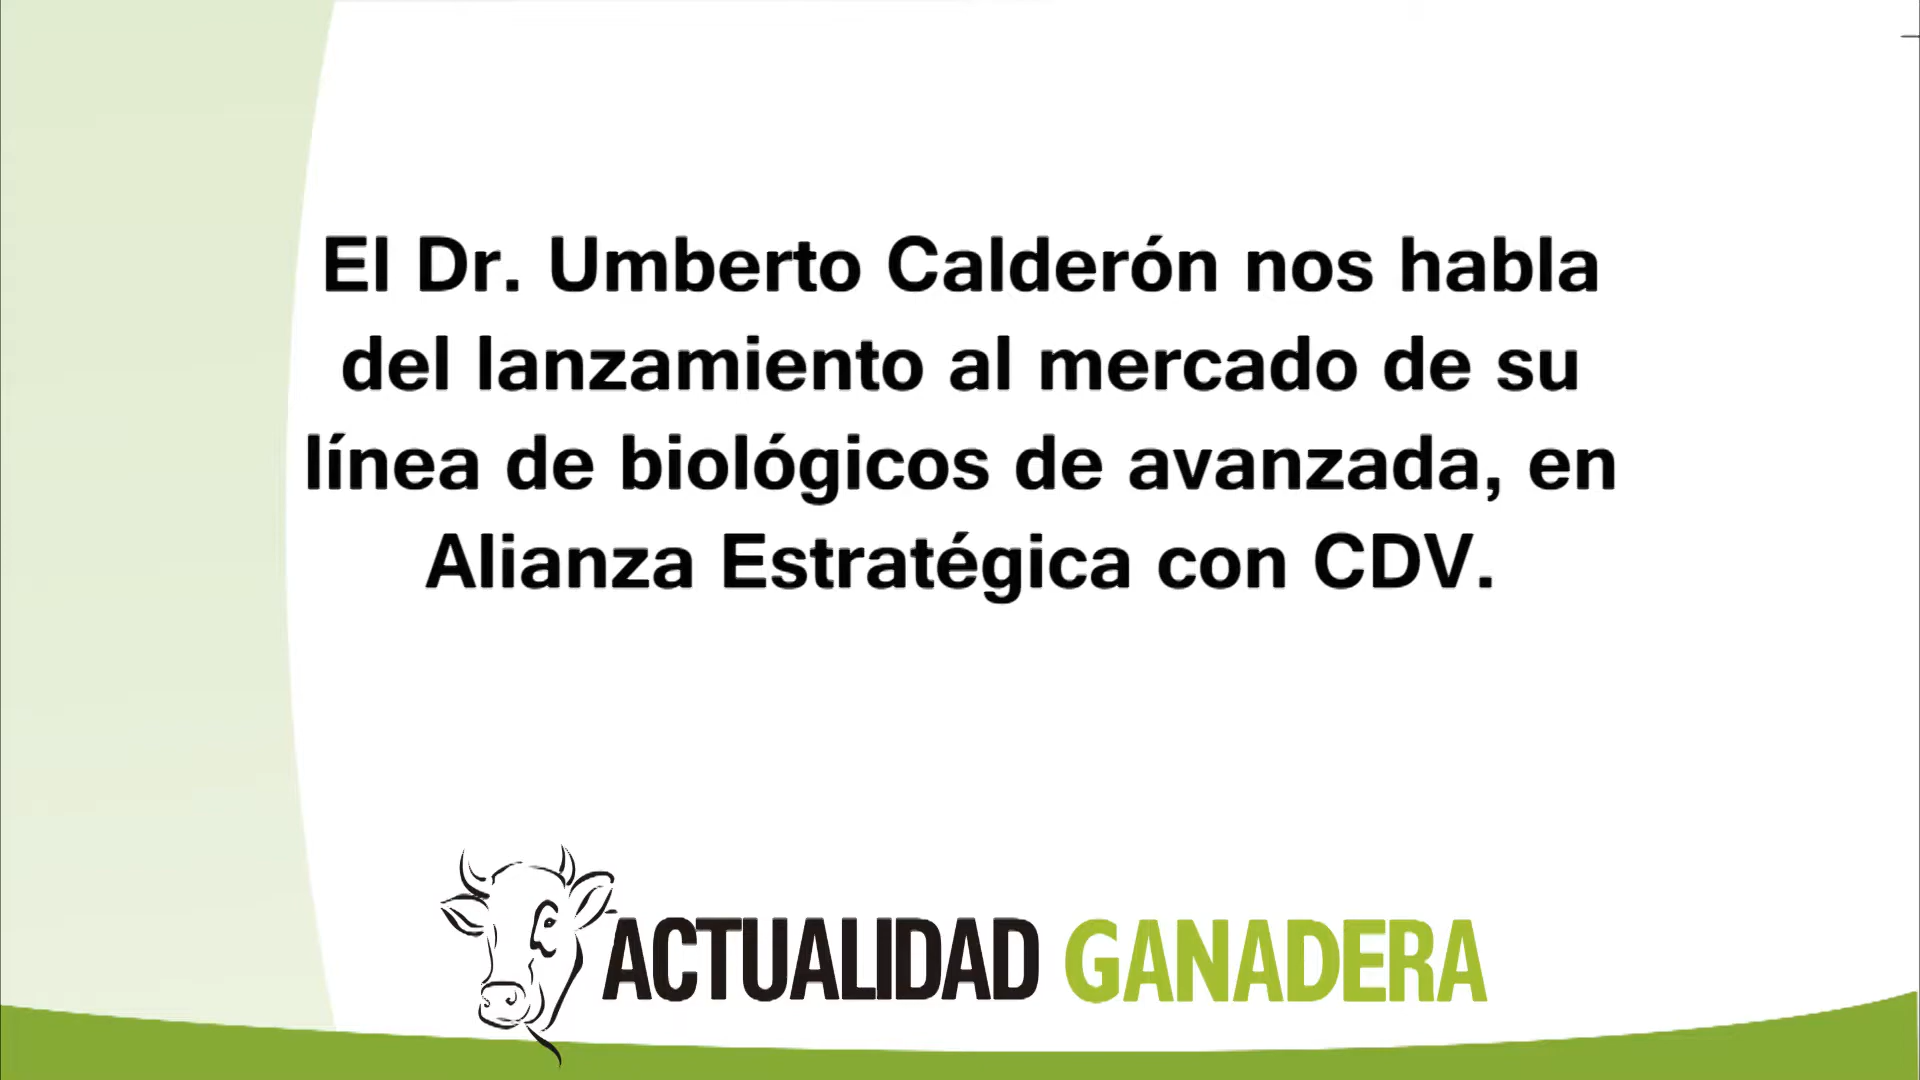 El Dr. Umberto Calderón nos habla
del lanzamiento al mercado de su
línea de biológicos de avanzada, en
Alianza Estratégica con CDV.
ACTUALIDAD GANADERA